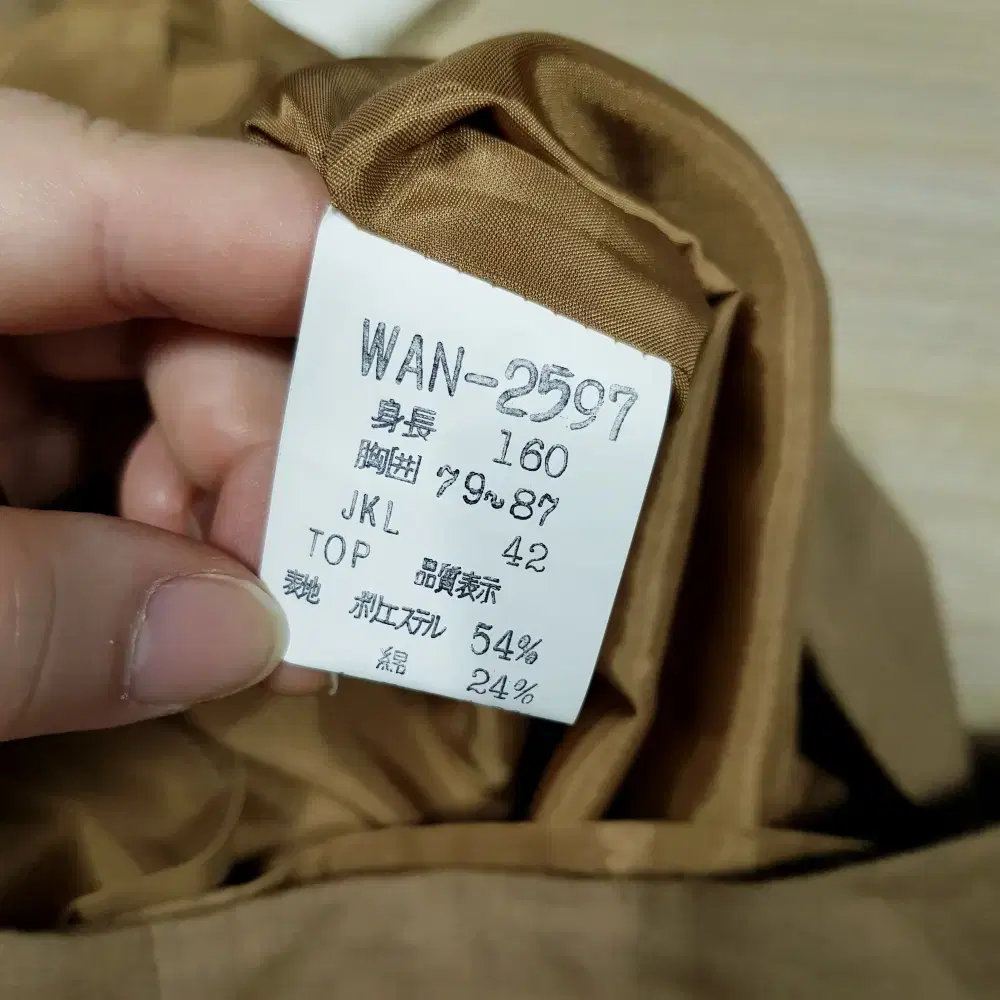 WAN-2597
身長 160
胸囲 79~87
JKL 42
TOP 品質表示
表地 ポリエステル 54%
綿 24%